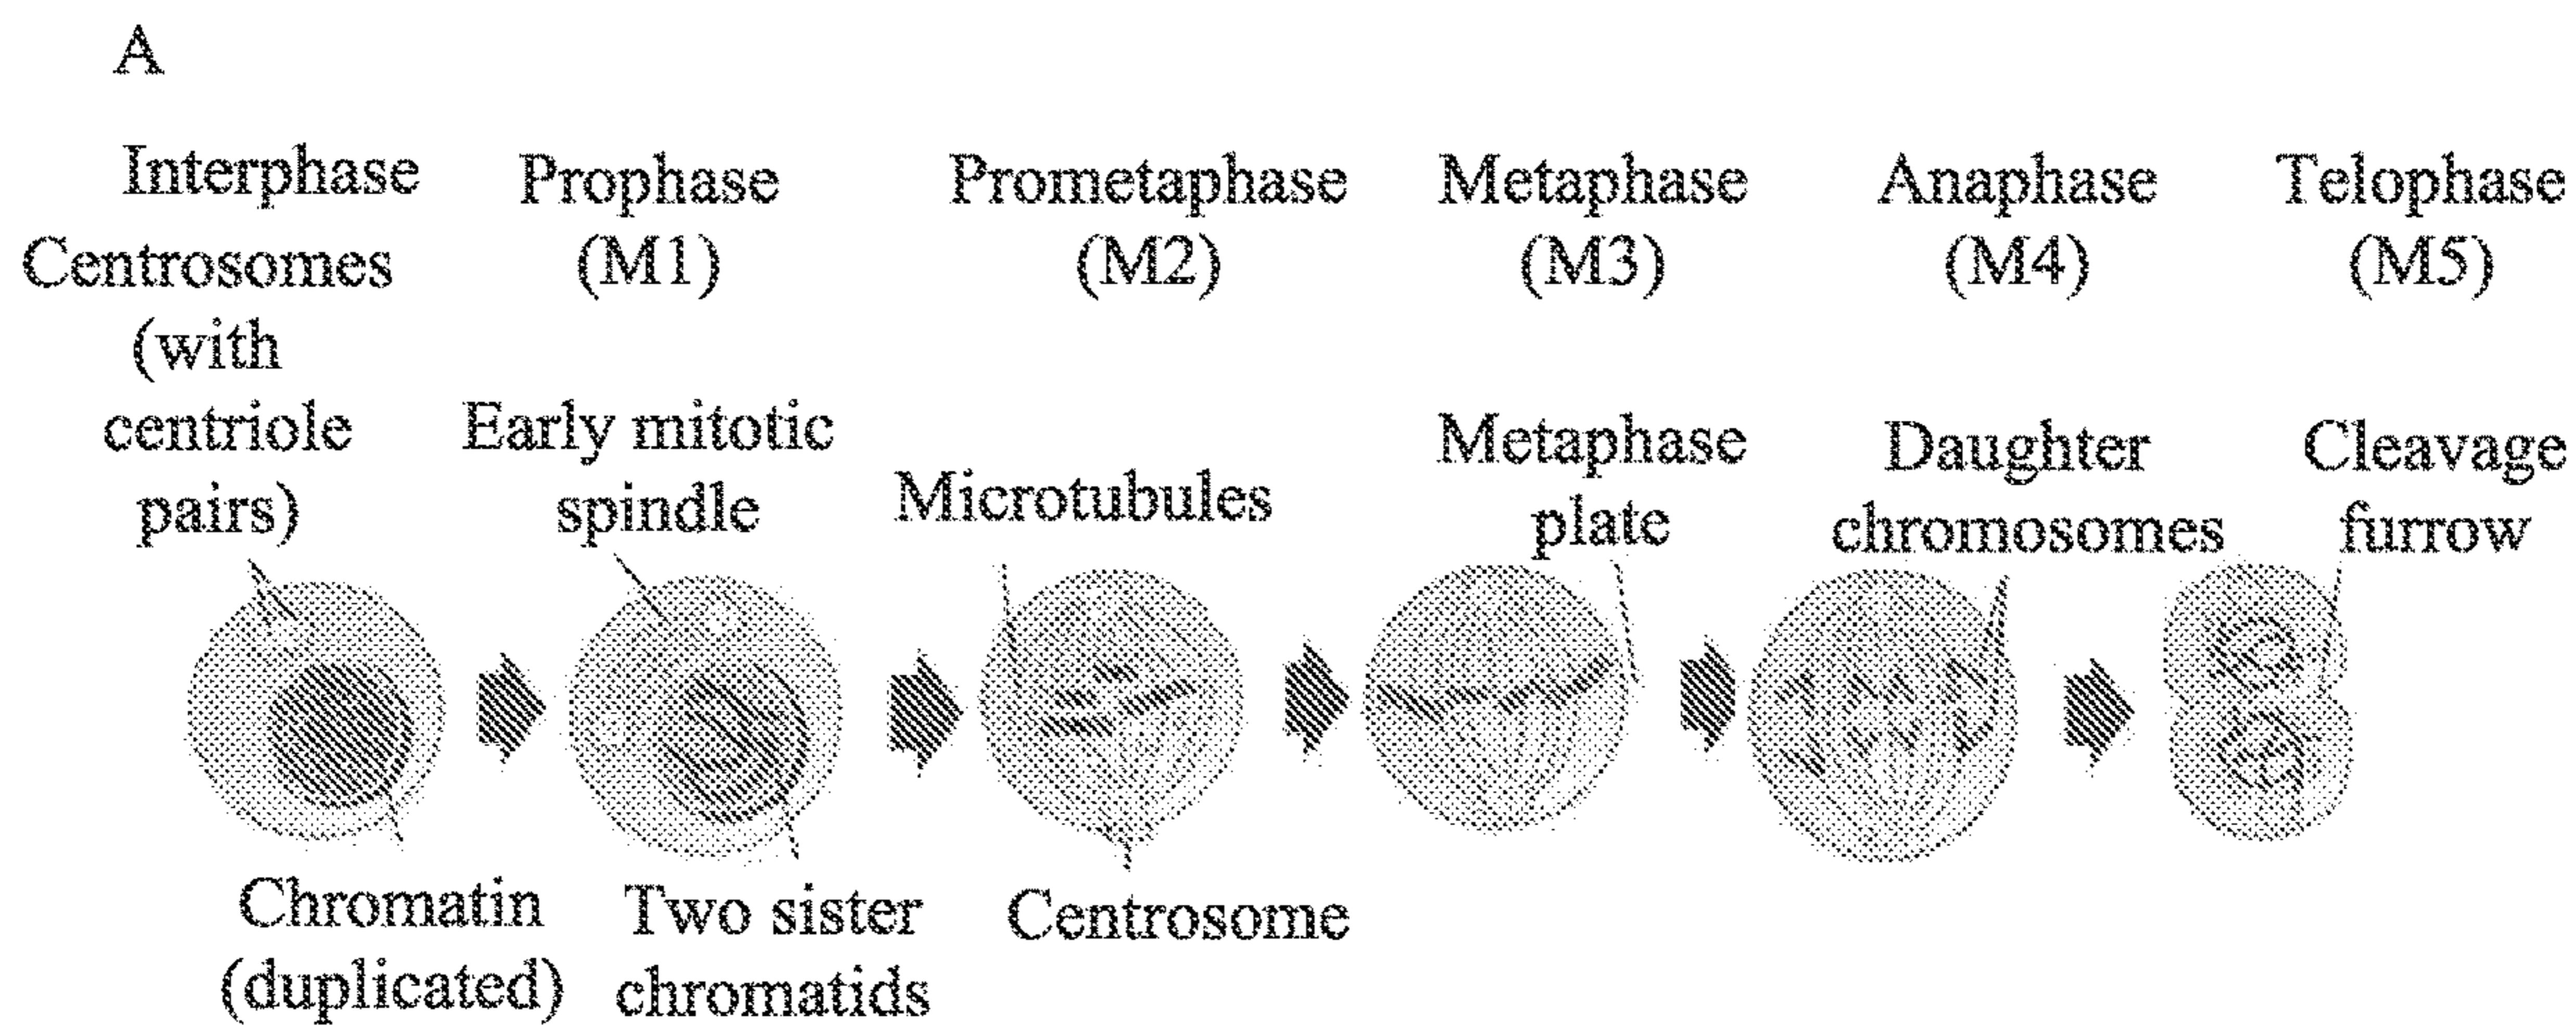 A
Interphase
Prophase
(M1)
Prometaphase
(M2)
Metaphase
(M3)
Anaphase
(M4)
Telophase
(M5)
Centrosomes
(with
centriole
pairs)
Early mitotic
spindle
Microtubules
Metaphase
plate
Daughter
chromosomes
Cleavage
furrow
Chromatin
(duplicated)
Two sister
chromatids
Centrosome